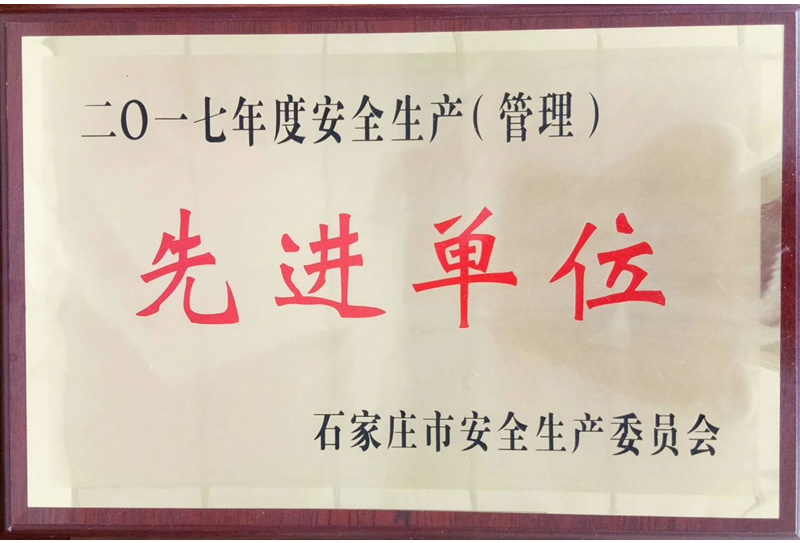 二〇一七年度安全生产(管理)
先进单位
石家庄市安全生产委员会